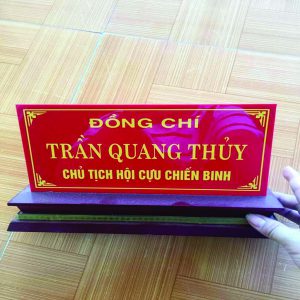 ĐỒNG CHÍ
TRẦN QUANG THỦY
CHỦ TỊCH HỘI CỰU CHIẾN BINH